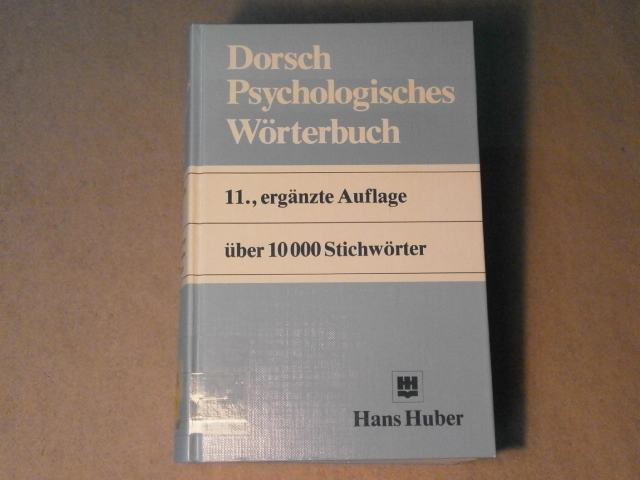 Dorsch
Psychologisches
Wörterbuch
11., ergänzte Auflage
über 10 000 Stichwörter
Hans Huber